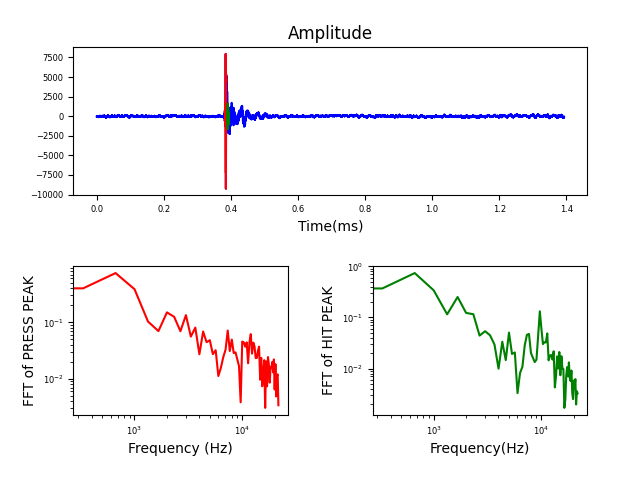 Amplitude
7500
5000
2500
0
−2500
−5000
−7500
−10000
0.0 0.2 0.4 0.6 0.8 1.0 1.2 1.4
Time(ms)
FFT of PRESS PEAK
10⁻¹
10⁻²
10³ 10⁴
Frequency (Hz)
FFT of HIT PEAK
10⁰
10⁻¹
10⁻²
10³ 10⁴
Frequency(Hz)